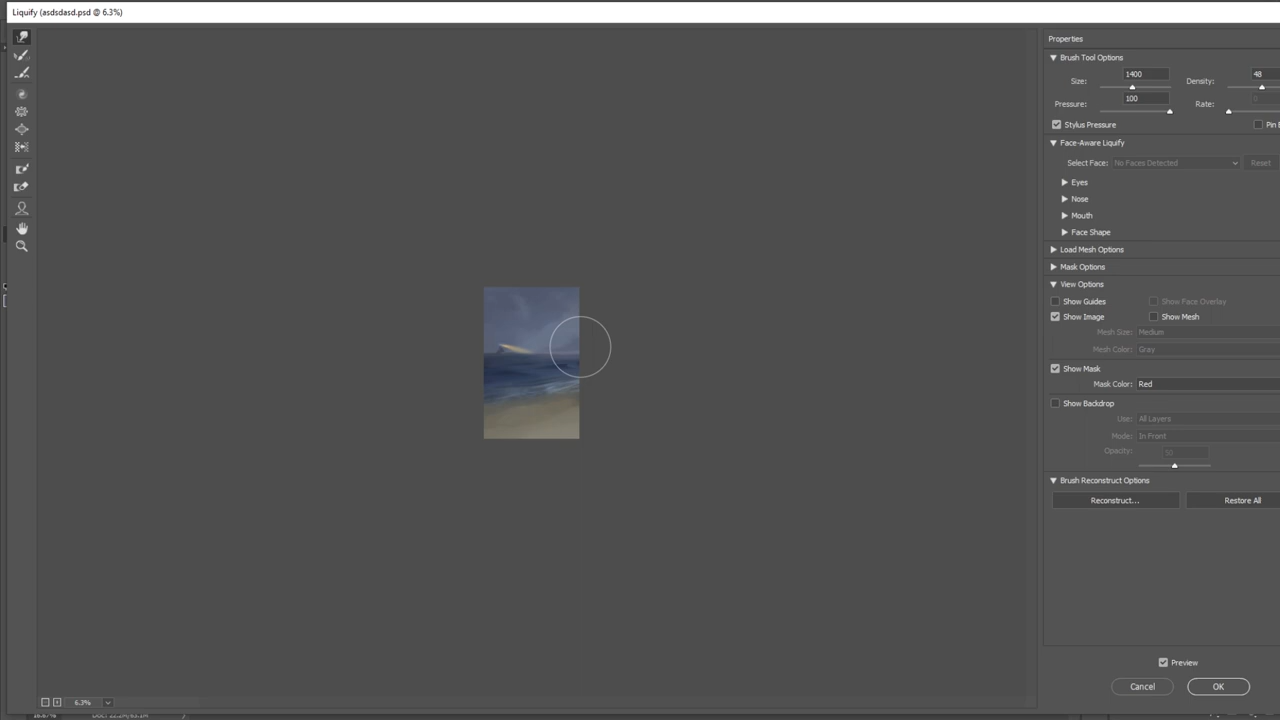 Liquify (asdsdasd.psd @ 6.3%)
Properties
Brush Tool Options
Size: 1400 Density: 48
Pressure: 100 Rate: 0
Stylus Pressure Pin E
Face-Aware Liquify
Select Face: No Faces Detected Reset
Eyes
Nose
Mouth
Face Shape
Load Mesh Options
Mask Options
View Options
Show Guides Show Face Overlay
Show Image Show Mesh
Mesh Size: Medium
Mesh Color: Gray
Show Mask
Mask Color: Red
Show Backdrop
Use: All Layers
Mode: In Front
Opacity: 50
Brush Reconstruct Options
Reconstruct... Restore All
Preview
Cancel OK
6.3%